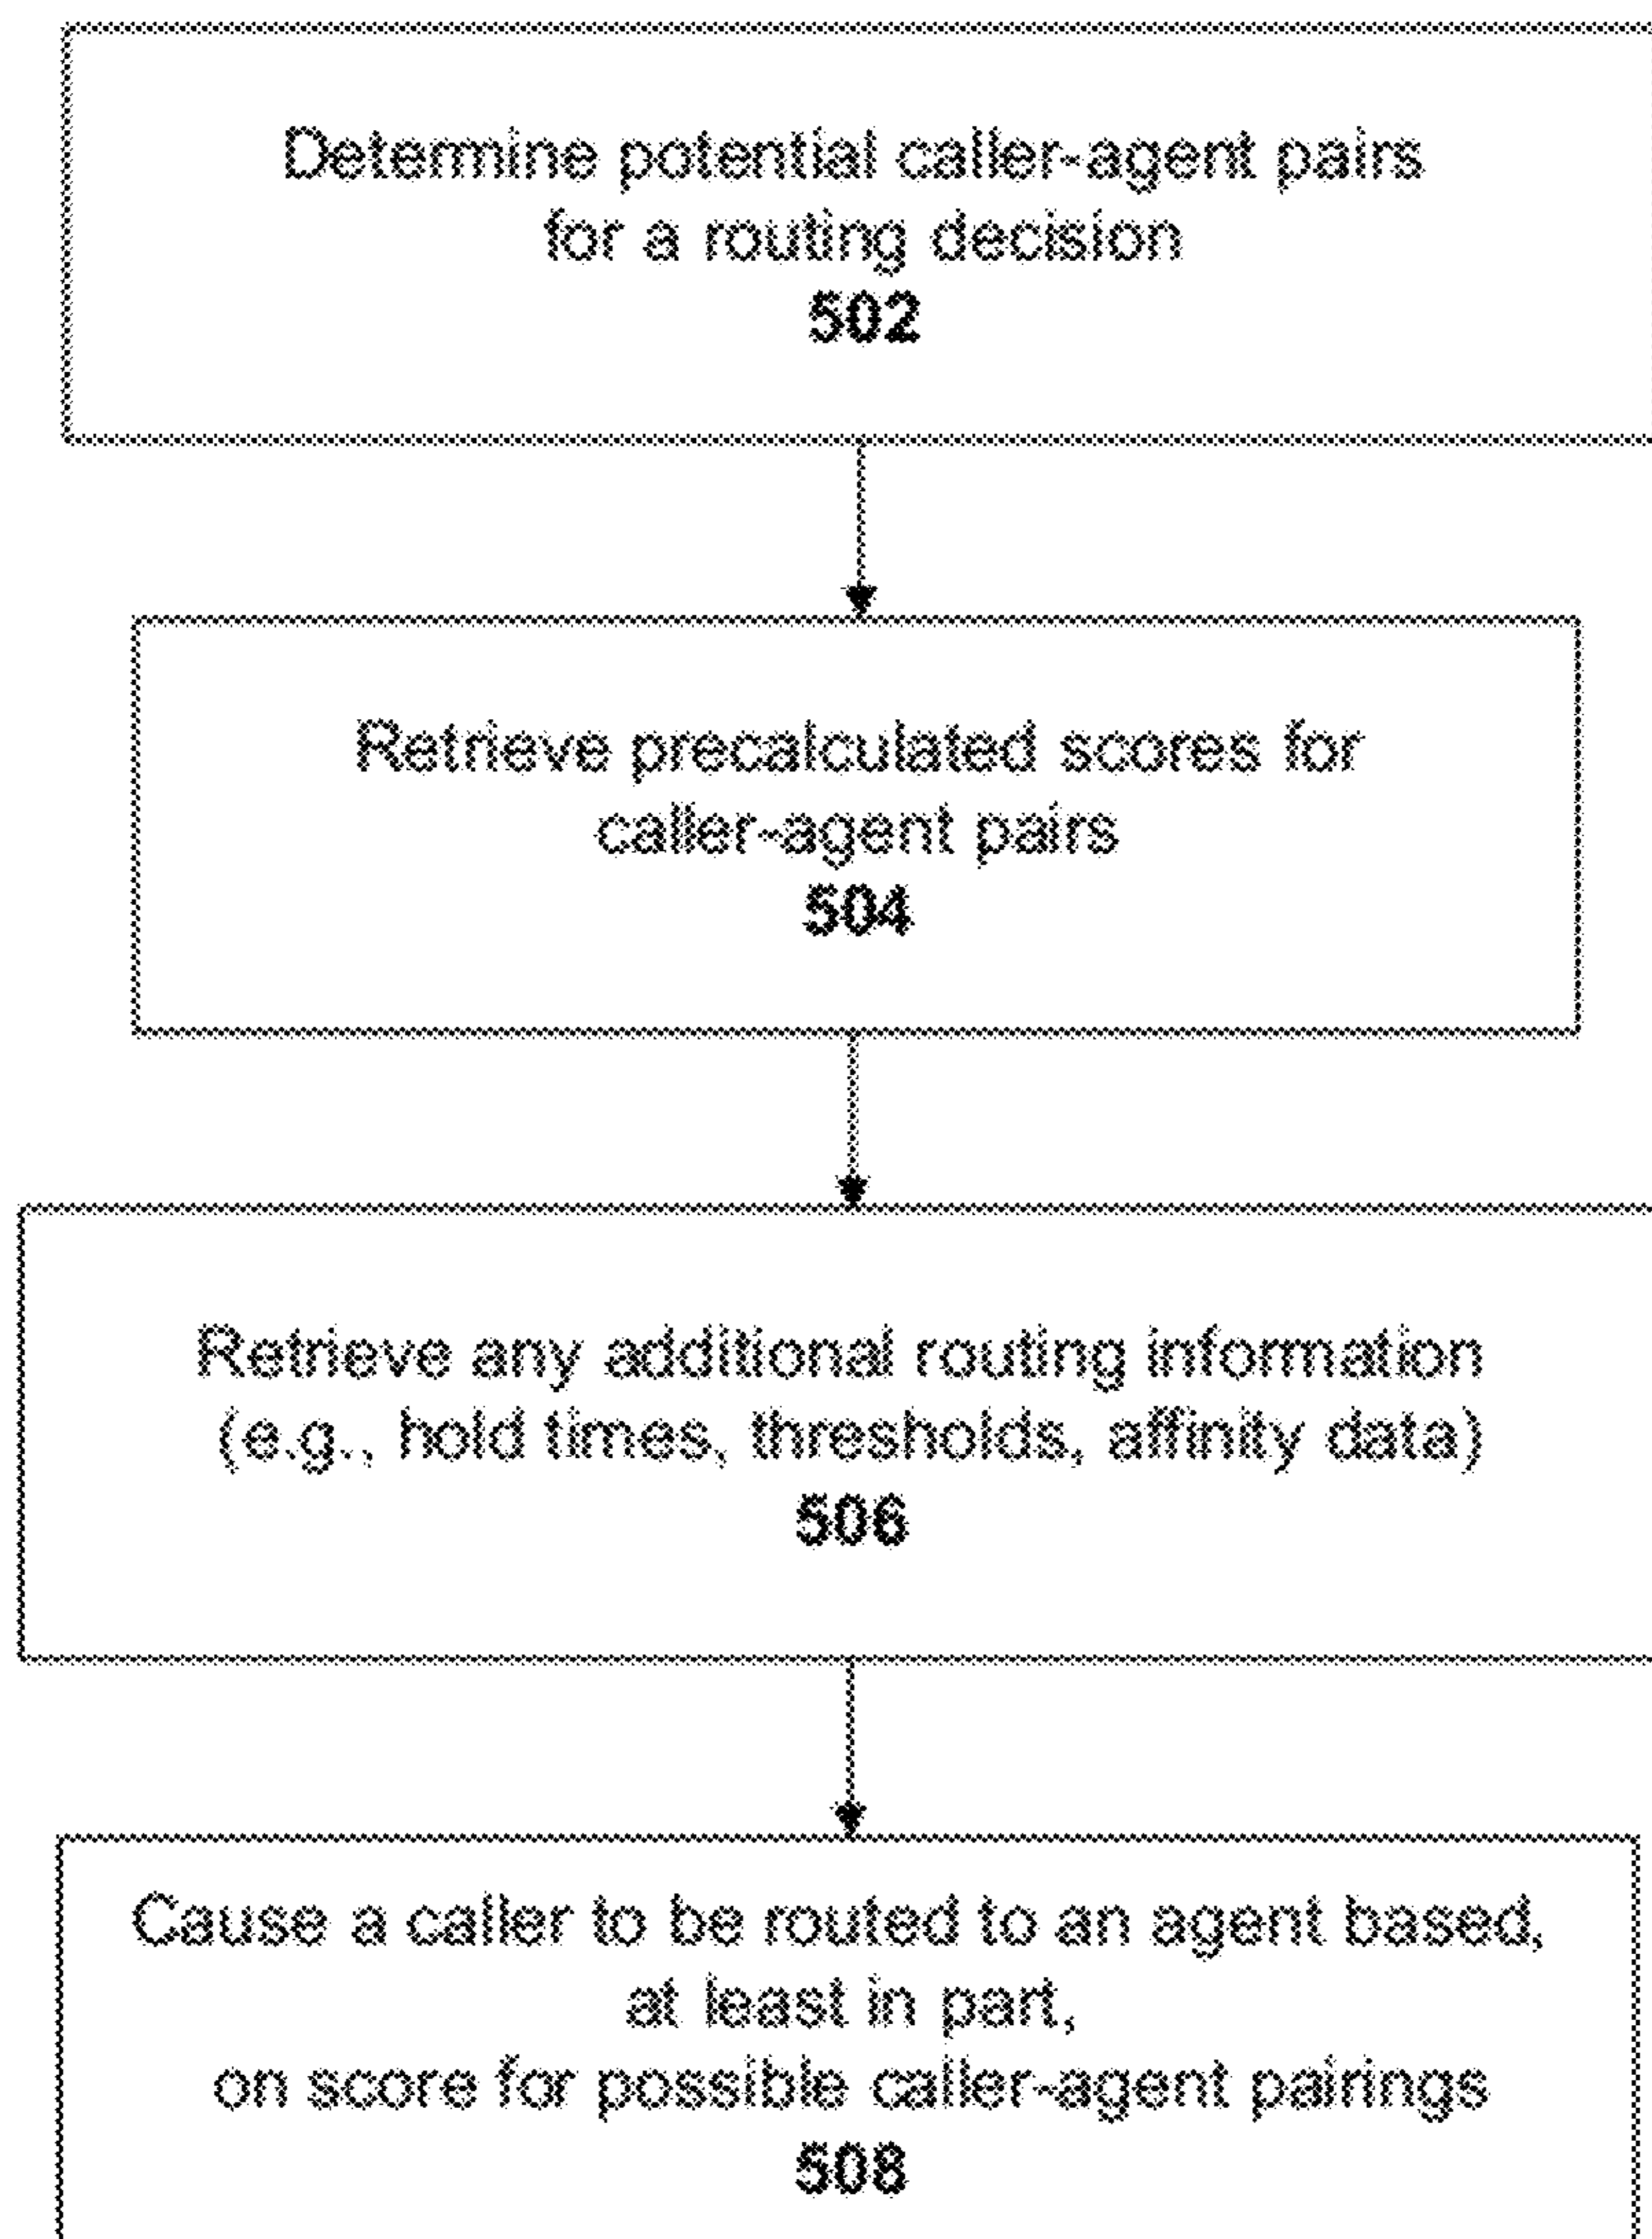 Determine potential caller-agent pairs
for a routing decision
502
Retrieve precalculated scores for
caller-agent pairs
504
Retrieve any additional routing information
(e.g., hold times, thresholds, affinity data)
506
Cause a caller to be routed to an agent based,
at least in part,
on score for possible caller-agent pairings
508